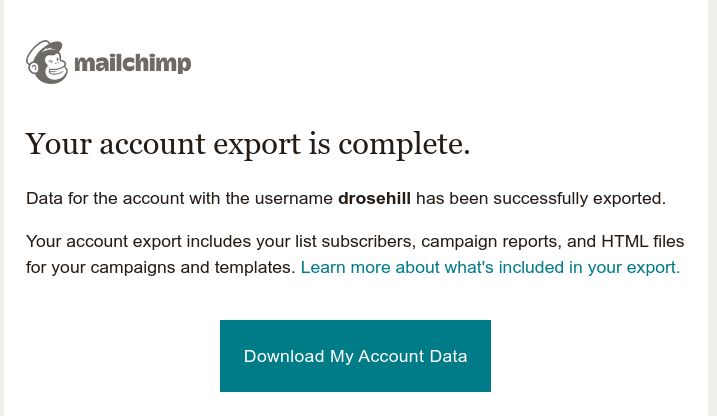 mailchimp
Your account export is complete.
Data for the account with the username drosehill has been successfully exported.
Your account export includes your list subscribers, campaign reports, and HTML files
for your campaigns and templates. Learn more about what's included in your export.
Download My Account Data